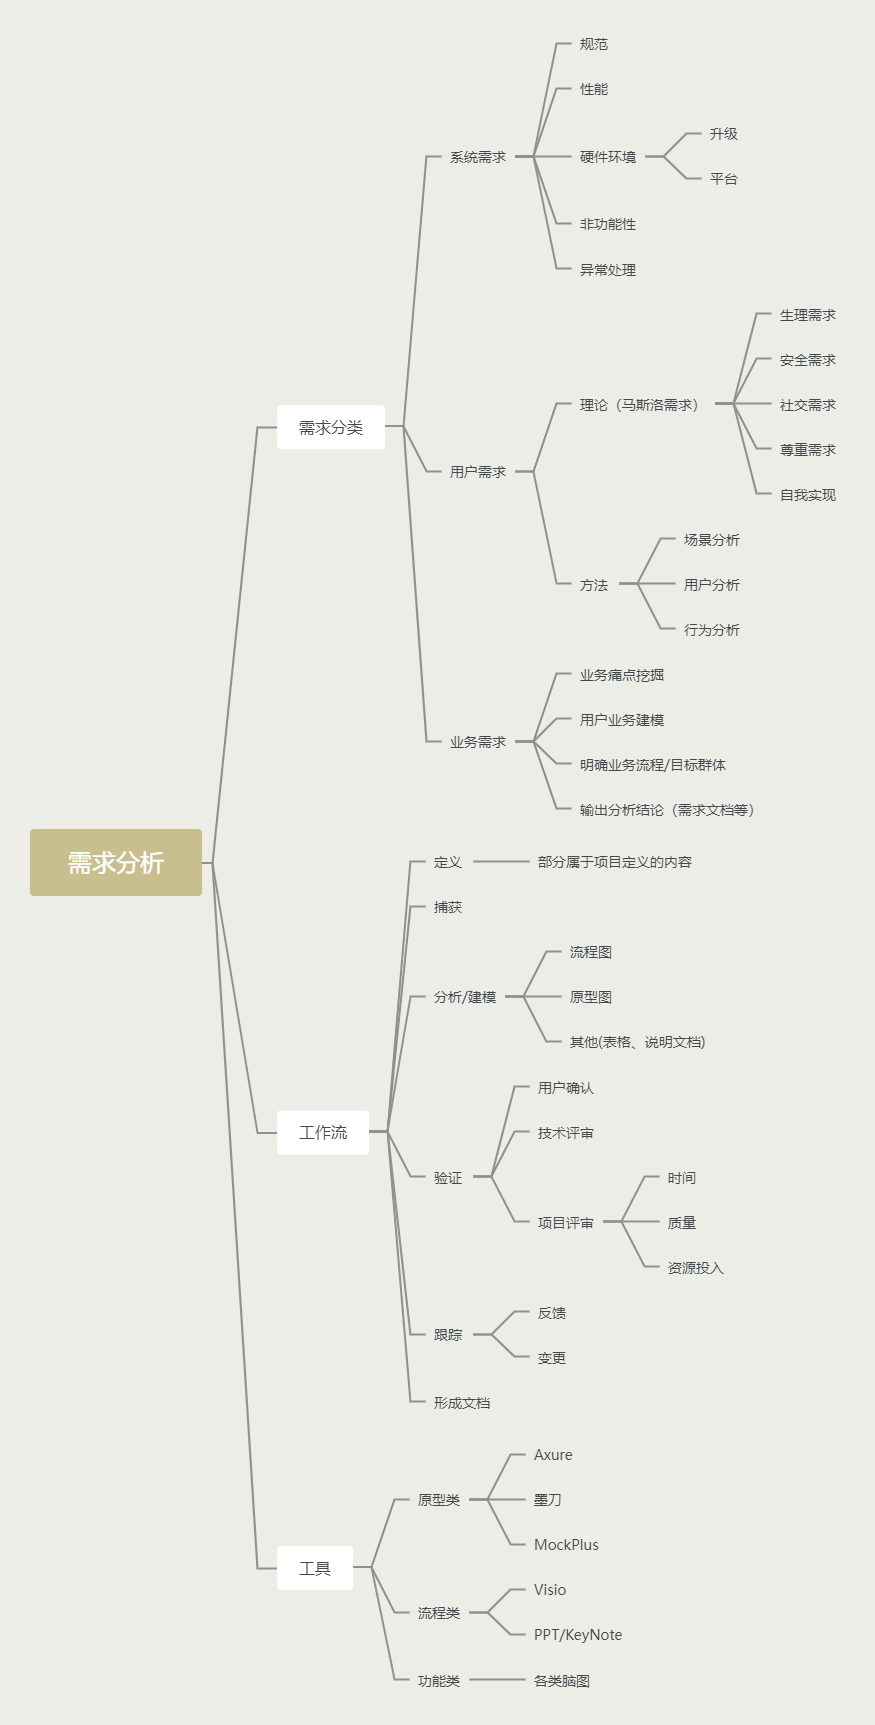 需求分析
需求分类
系统需求
规范
性能
硬件环境
升级
平台
非功能性
异常处理
用户需求
理论（马斯洛需求）
生理需求
安全需求
社交需求
尊重需求
自我实现
方法
场景分析
用户分析
行为分析
业务需求
业务痛点挖掘
用户业务建模
明确业务流程/目标群体
输出分析结论（需求文档等）
工作流
定义
部分属于项目定义的内容
捕获
分析/建模
流程图
原型图
其他(表格、说明文档)
验证
用户确认
技术评审
项目评审
时间
质量
资源投入
跟踪
反馈
变更
形成文档
工具
原型类
Axure
墨刀
MockPlus
流程类
Visio
PPT/KeyNote
功能类
各类脑图